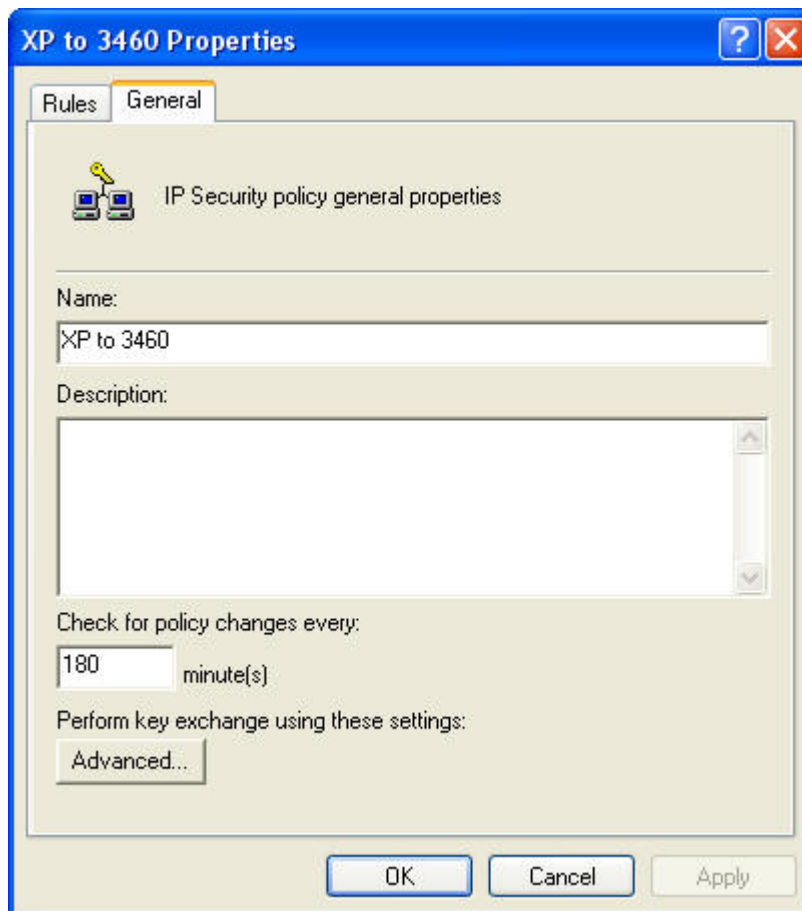 XP to 3460 Properties
Rules General
IP Security policy general properties
Name:
XP to 3460
Description:
Check for policy changes every:
180 minute(s)
Perform key exchange using these settings:
Advanced...
OK Cancel Apply